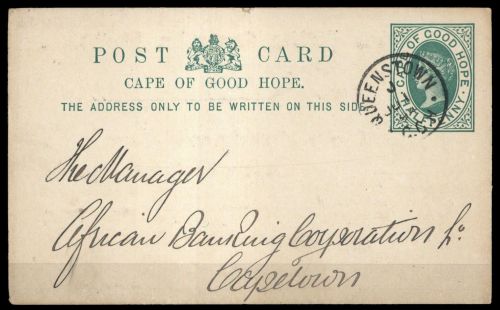 POST CARD
CAPE OF GOOD HOPE.
THE ADDRESS ONLY TO BE WRITTEN ON THIS SIDE
OF GOOD HOPE.
HALF PENNY
QUEENSTOWN
The Manager
African Banking Corporation Ld.
Capetown